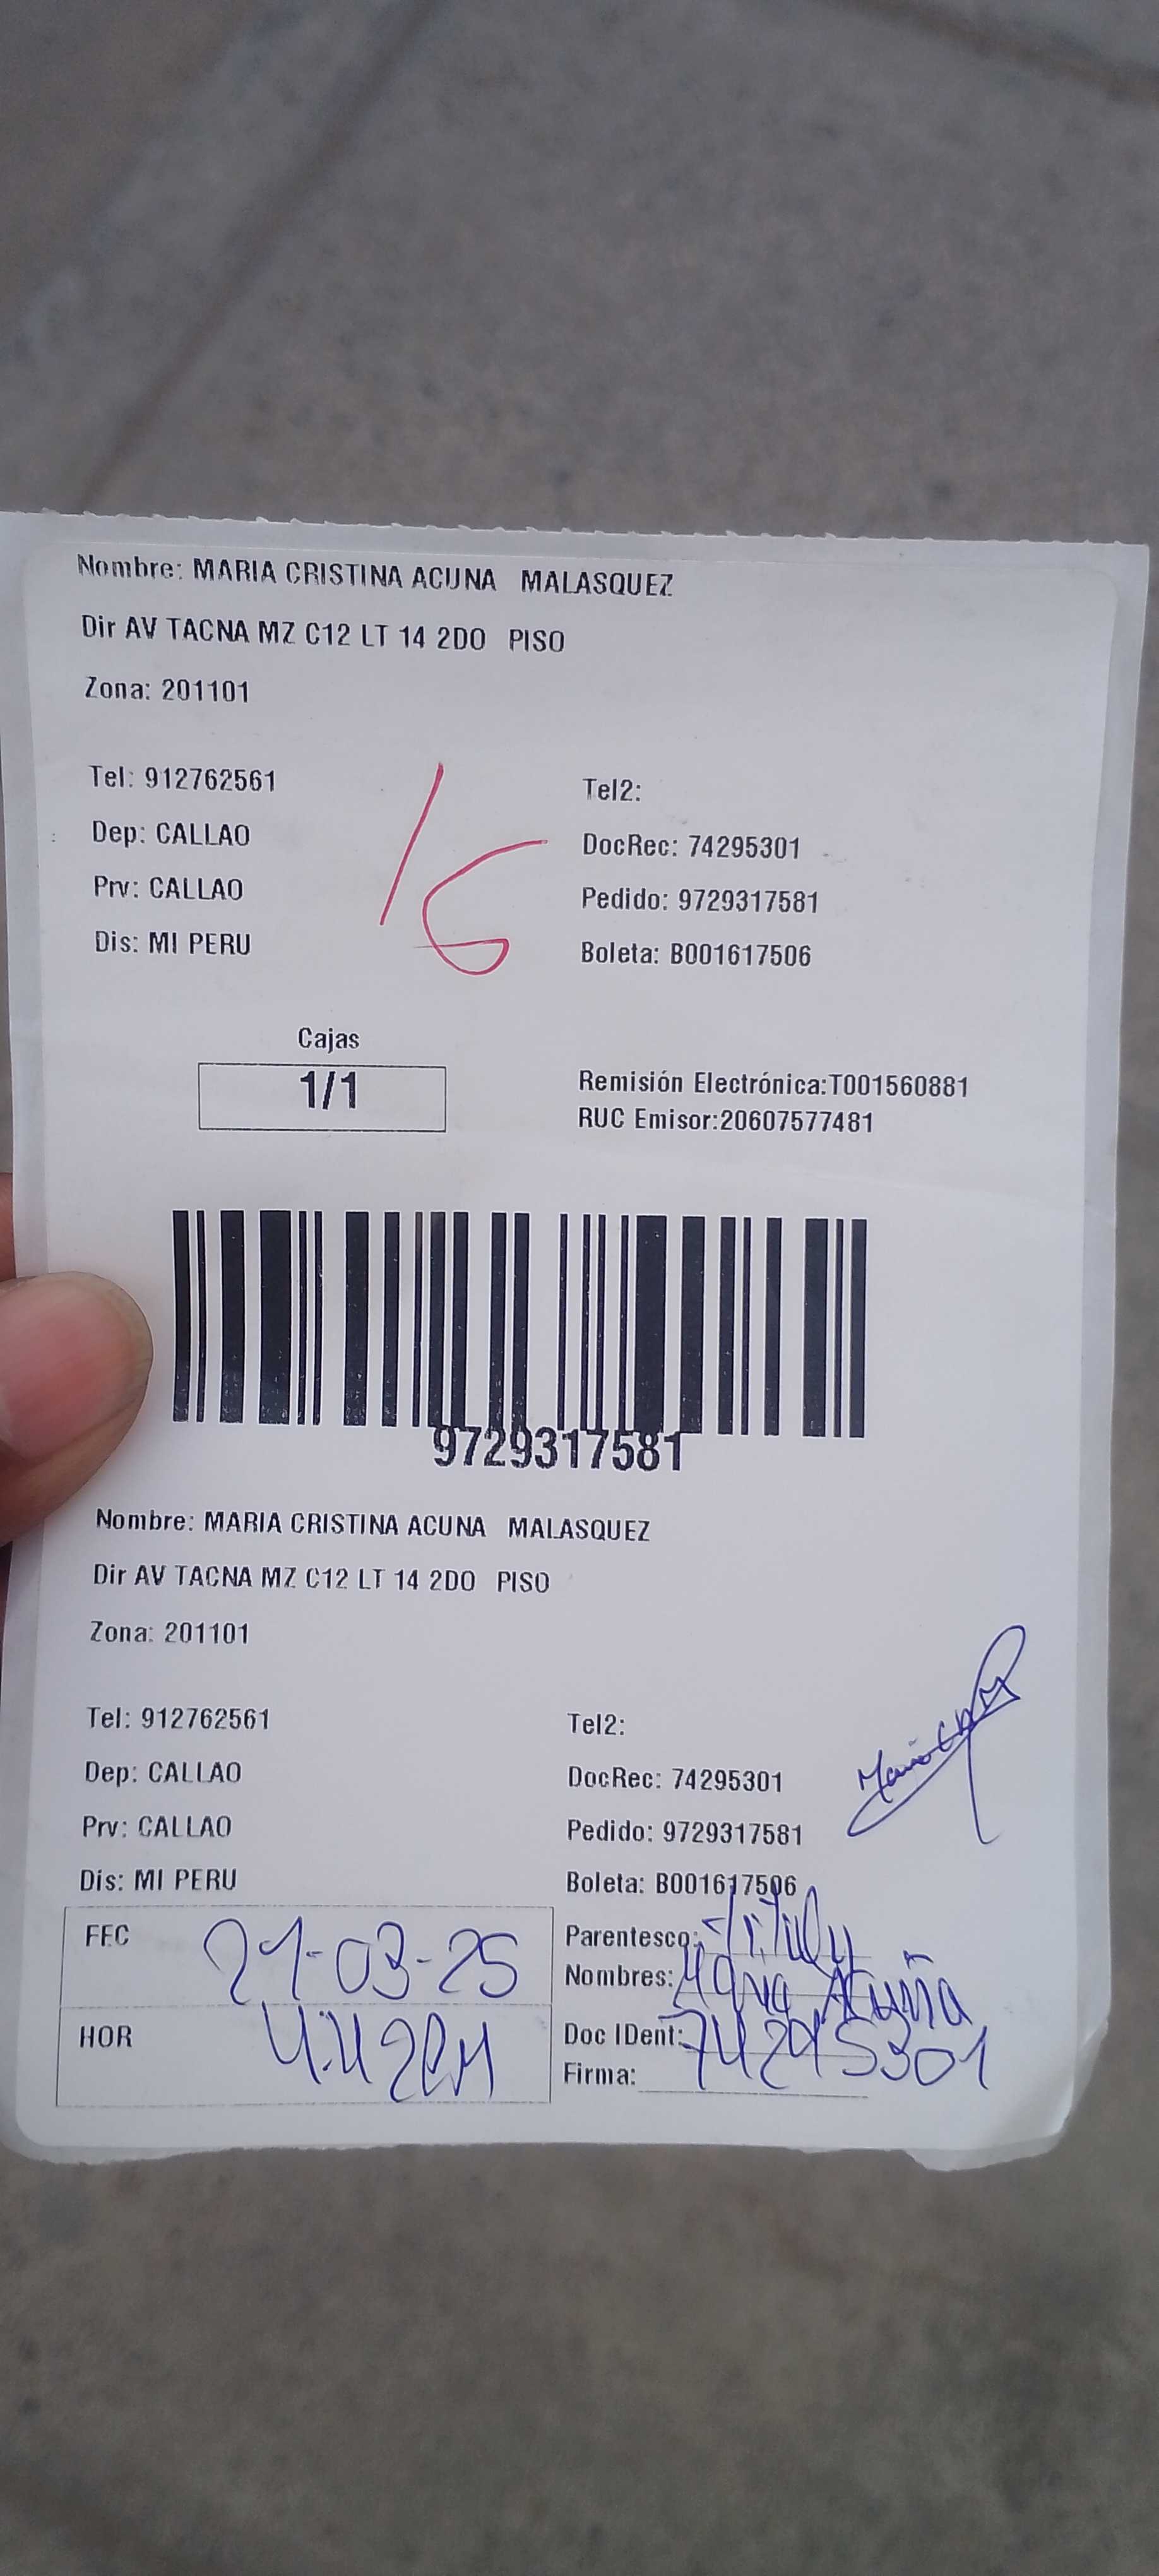 Nombre: MARIA CRISTINA ACUNA MALASQUEZ
Dir AV TACNA MZ C12 LT 14 2DO PISO
Zona: 201101
Tel: 912762561
Tel2:
Dep: CALLAO
DocRec: 74295301
Prv: CALLAO
Pedido: 9729317581
Dis: MI PERU
Boleta: B001617506
16
Cajas
1/1
Remisión Electrónica:T001560881
RUC Emisor:20607577481
9729317581
Nombre: MARIA CRISTINA ACUNA MALASQUEZ
Dir AV TACNA MZ C12 LT 14 2DO PISO
Zona: 201101
Tel: 912762561
Tel2:
Dep: CALLAO
DocRec: 74295301
Prv: CALLAO
Pedido: 9729317581
Dis: MI PERU
Boleta: B001617506
FEC 21-03-25
Parentesco:
Nombres: Maria Acuña
HOR
Doc IDent: 74295301
Firma: